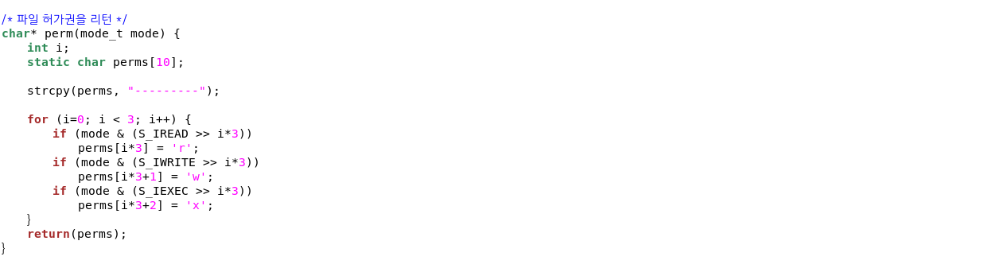 /* 파일 허가권을 리턴 */
char* perm(mode_t mode) {
    int i;
    static char perms[10];

    strcpy(perms, "---------");

    for (i=0; i < 3; i++) {
        if (mode & (S_IREAD >> i*3))
            perms[i*3] = 'r';
        if (mode & (S_IWRITE >> i*3))
            perms[i*3+1] = 'w';
        if (mode & (S_IEXEC >> i*3))
            perms[i*3+2] = 'x';
    }
    return(perms);
}